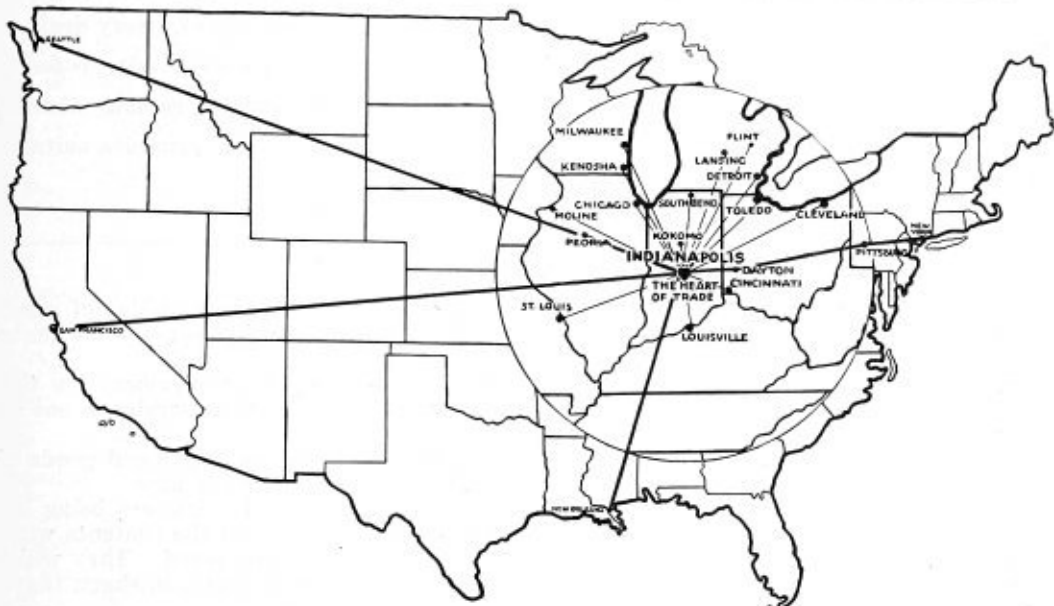 SEATTLE
MILWAUKEE
FLINT
KENOSHA
LANSING
DETROIT
CHICAGO
SOUTH BEND
TOLEDO
CLEVELAND
MOLINE
PEORIA
KOKOMO
NEW YORK
PITTSBURG
INDIANAPOLIS
THE HEART
OF TRADE
DAYTON
CINCINNATI
ST. LOUIS
SAN FRANCISCO
LOUISVILLE
NEW ORLEANS